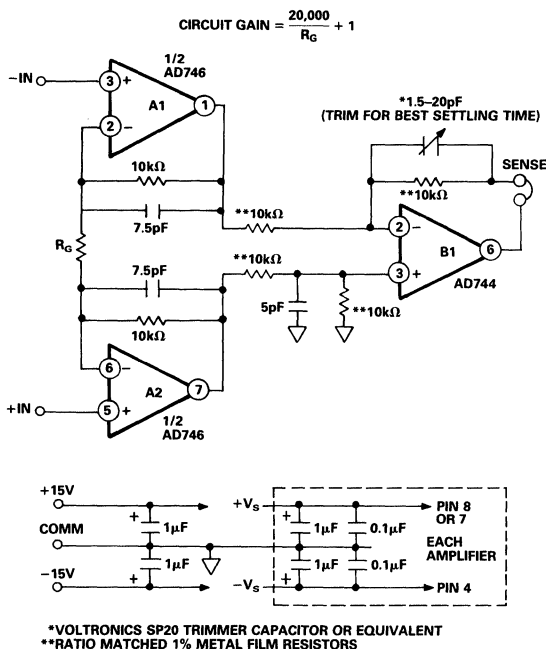 CIRCUIT GAIN = 20,000 / RG + 1
1/2
AD746
–IN
3
+
A1
1
2
–
*1.5–20pF
(TRIM FOR BEST SETTLING TIME)
10kΩ
7.5pF
SENSE
**10kΩ
**10kΩ
2
–
B1
6
RG
7.5pF
**10kΩ
3
+
AD744
5pF
**10kΩ
10kΩ
6
–
A2
7
+IN
5
+
1/2
AD746
+15V
+VS
PIN 8
OR 7
+
1µF
+
1µF
0.1µF
COMM
EACH
AMPLIFIER
1µF
+
1µF
+
0.1µF
–15V
–VS
PIN 4
*VOLTRONICS SP20 TRIMMER CAPACITOR OR EQUIVALENT
**RATIO MATCHED 1% METAL FILM RESISTORS